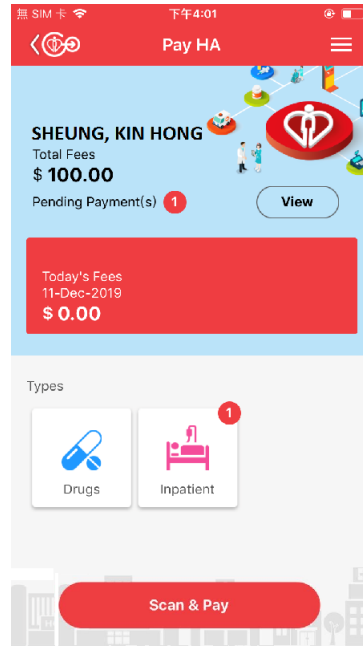 無 SIM 卡 下午4:01
Pay HA
SHEUNG, KIN HONG
Total Fees
$ 100.00
Pending Payment(s) 1 View
Today's Fees
11-Dec-2019
$ 0.00
Types
1
Drugs Inpatient
Scan & Pay